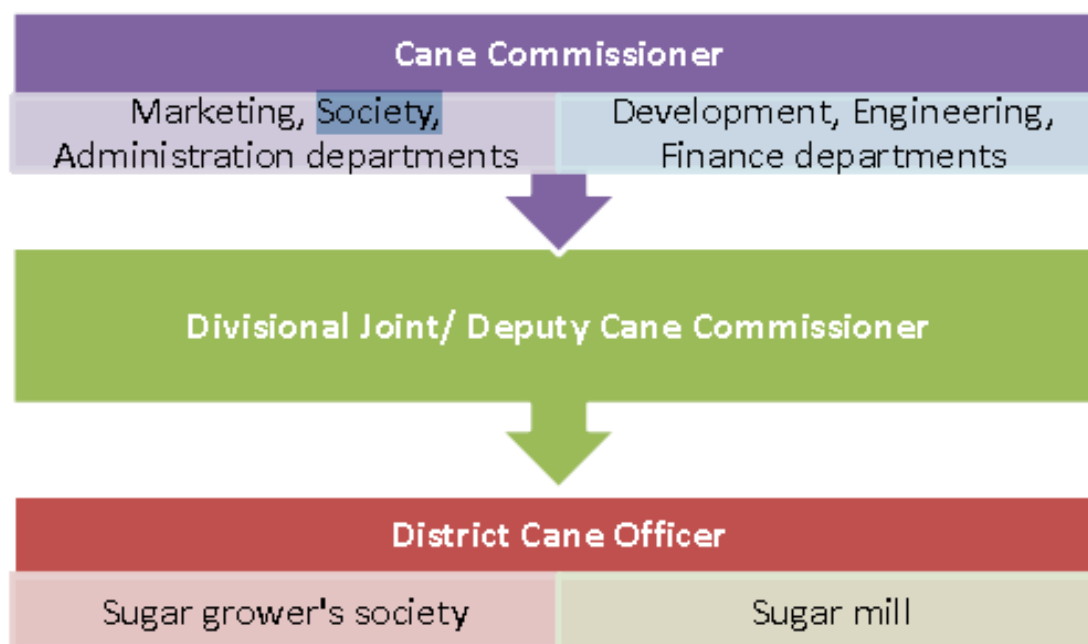 Cane Commissioner
Marketing, Society,
Administration departments
Development, Engineering,
Finance departments
Divisional Joint/ Deputy Cane Commissioner
District Cane Officer
Sugar grower's society
Sugar mill